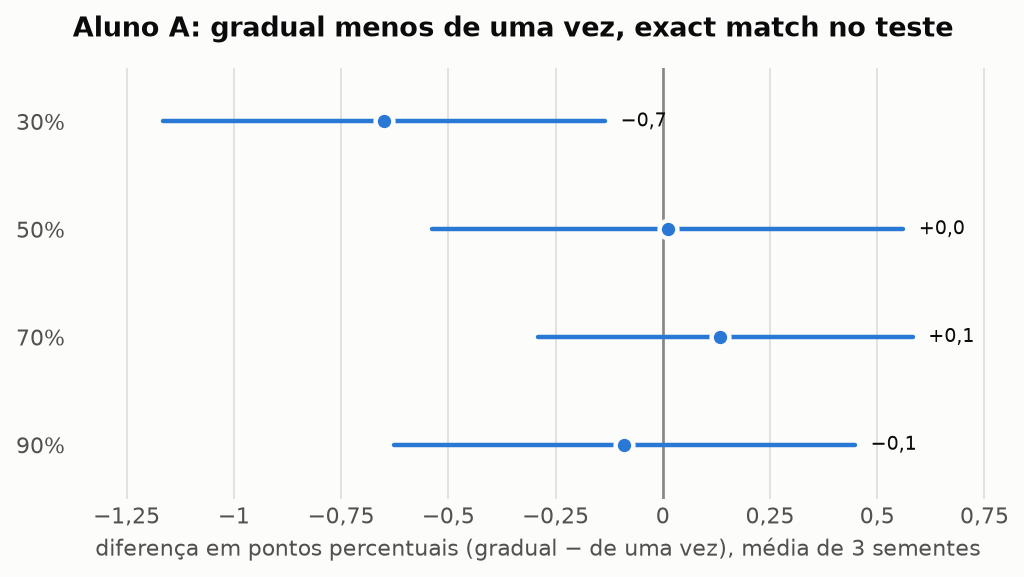 Aluno A: gradual menos de uma vez, exact match no teste
30%
−0,7
50%
+0,0
70%
+0,1
90%
−0,1
−1,25 −1 −0,75 −0,5 −0,25 0 0,25 0,5 0,75
diferença em pontos percentuais (gradual − de uma vez), média de 3 sementes